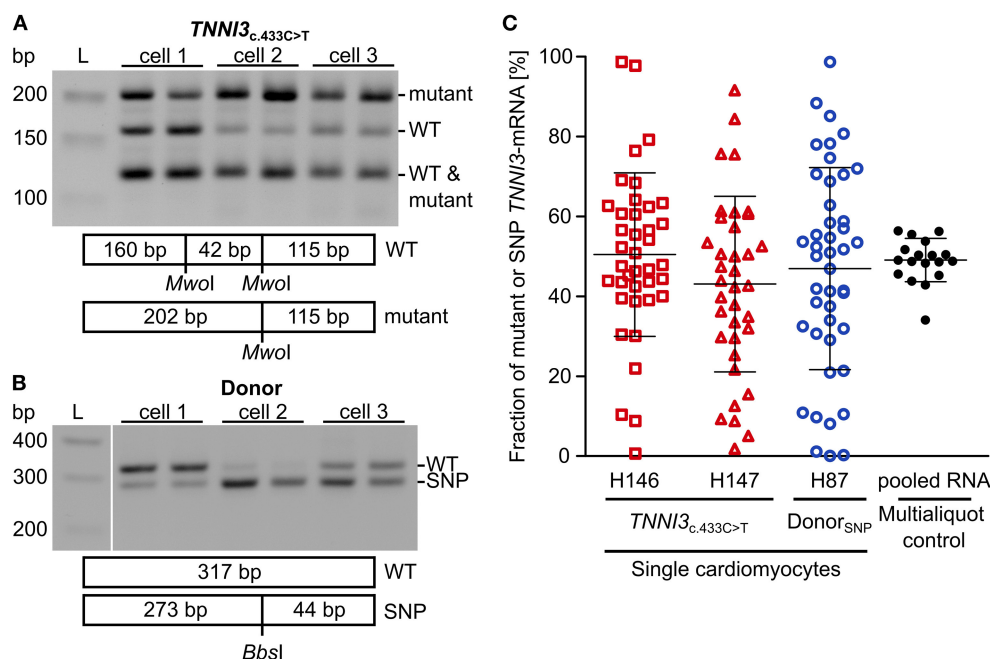 A
TNNI3c.433C>T
bp L cell 1 cell 2 cell 3
200
150
100
mutant
WT
WT &
mutant
160 bp 42 bp 115 bp WT
MwoI MwoI
202 bp 115 bp mutant
MwoI
B
Donor
bp L cell 1 cell 2 cell 3
400
300
200
WT
SNP
317 bp WT
273 bp 44 bp SNP
BbsI
C
Fraction of mutant or SNP TNNI3-mRNA [%]
100
80
60
40
20
0
H146 H147 H87 pooled RNA
TNNI3c.433C>T DonorSNP Multialiquot
control
Single cardiomyocytes